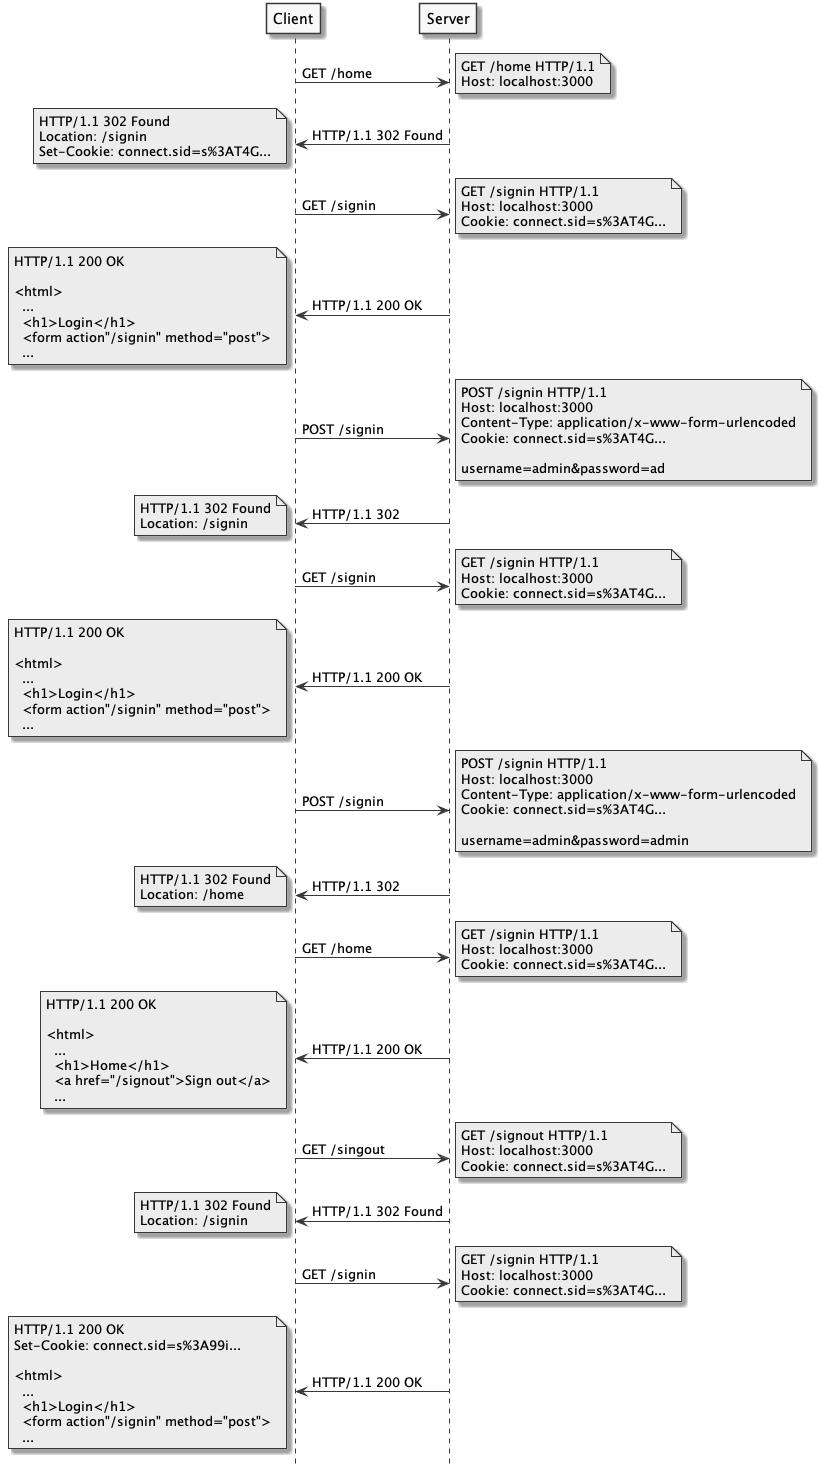 Client
Server
GET /home
GET /home HTTP/1.1
Host: localhost:3000
HTTP/1.1 302 Found
Location: /signin
Set-Cookie: connect.sid=s%3AT4G...
HTTP/1.1 302 Found
GET /signin
GET /signin HTTP/1.1
Host: localhost:3000
Cookie: connect.sid=s%3AT4G...
HTTP/1.1 200 OK
<html>
...
<h1>Login</h1>
<form action"/signin" method="post">
...
HTTP/1.1 200 OK
POST /signin
POST /signin HTTP/1.1
Host: localhost:3000
Content-Type: application/x-www-form-urlencoded
Cookie: connect.sid=s%3AT4G...
username=admin&password=ad
HTTP/1.1 302 Found
Location: /signin
HTTP/1.1 302
GET /signin
GET /signin HTTP/1.1
Host: localhost:3000
Cookie: connect.sid=s%3AT4G...
HTTP/1.1 200 OK
<html>
...
<h1>Login</h1>
<form action"/signin" method="post">
...
HTTP/1.1 200 OK
POST /signin
POST /signin HTTP/1.1
Host: localhost:3000
Content-Type: application/x-www-form-urlencoded
Cookie: connect.sid=s%3AT4G...
username=admin&password=admin
HTTP/1.1 302 Found
Location: /home
HTTP/1.1 302
GET /home
GET /signin HTTP/1.1
Host: localhost:3000
Cookie: connect.sid=s%3AT4G...
HTTP/1.1 200 OK
<html>
...
<h1>Home</h1>
<a href="/signout">Sign out</a>
...
HTTP/1.1 200 OK
GET /singout
GET /signout HTTP/1.1
Host: localhost:3000
Cookie: connect.sid=s%3AT4G...
HTTP/1.1 302 Found
Location: /signin
HTTP/1.1 302 Found
GET /signin
GET /signin HTTP/1.1
Host: localhost:3000
Cookie: connect.sid=s%3AT4G...
HTTP/1.1 200 OK
Set-Cookie: connect.sid=s%3A99i...
<html>
...
<h1>Login</h1>
<form action"/signin" method="post">
...
HTTP/1.1 200 OK